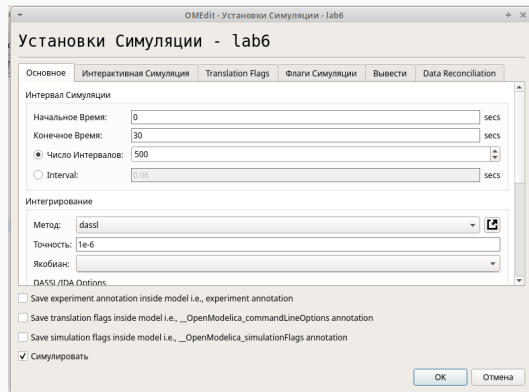 OMEdit - Установки Симуляции - lab6
Установки Симуляции - lab6
Основное Интерактивная Симуляция Translation Flags Флаги Симуляции Вывести Data Reconciliation
Интервал Симуляции
Начальное Время: 0 secs
Конечное Время: 30 secs
Число Интервалов: 500
Interval: 0.06 secs
Интегрирование
Метод: dassl
Точность: 1e-6
Якобиан:
DASSL/IDA Options
Save experiment annotation inside model i.e., experiment annotation
Save translation flags inside model i.e., __OpenModelica_commandLineOptions annotation
Save simulation flags inside model i.e., __OpenModelica_simulationFlags annotation
Симулировать
OK Отмена